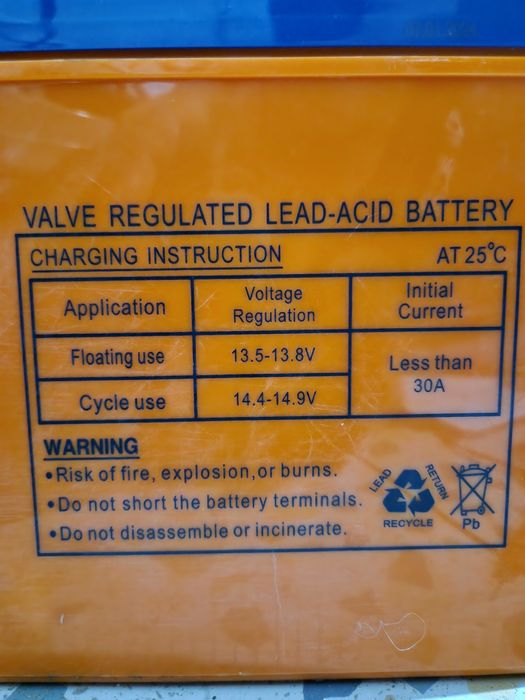 VALVE REGULATED LEAD-ACID BATTERY
CHARGING INSTRUCTION AT 25°C
Application Voltage Regulation Initial Current
Floating use 13.5-13.8V Less than 30A
Cycle use 14.4-14.9V
WARNING
•Risk of fire, explosion,or burns.
•Do not short the battery terminals.
•Do not disassemble or incinerate.
LEAD RETURN
RECYCLE
Pb